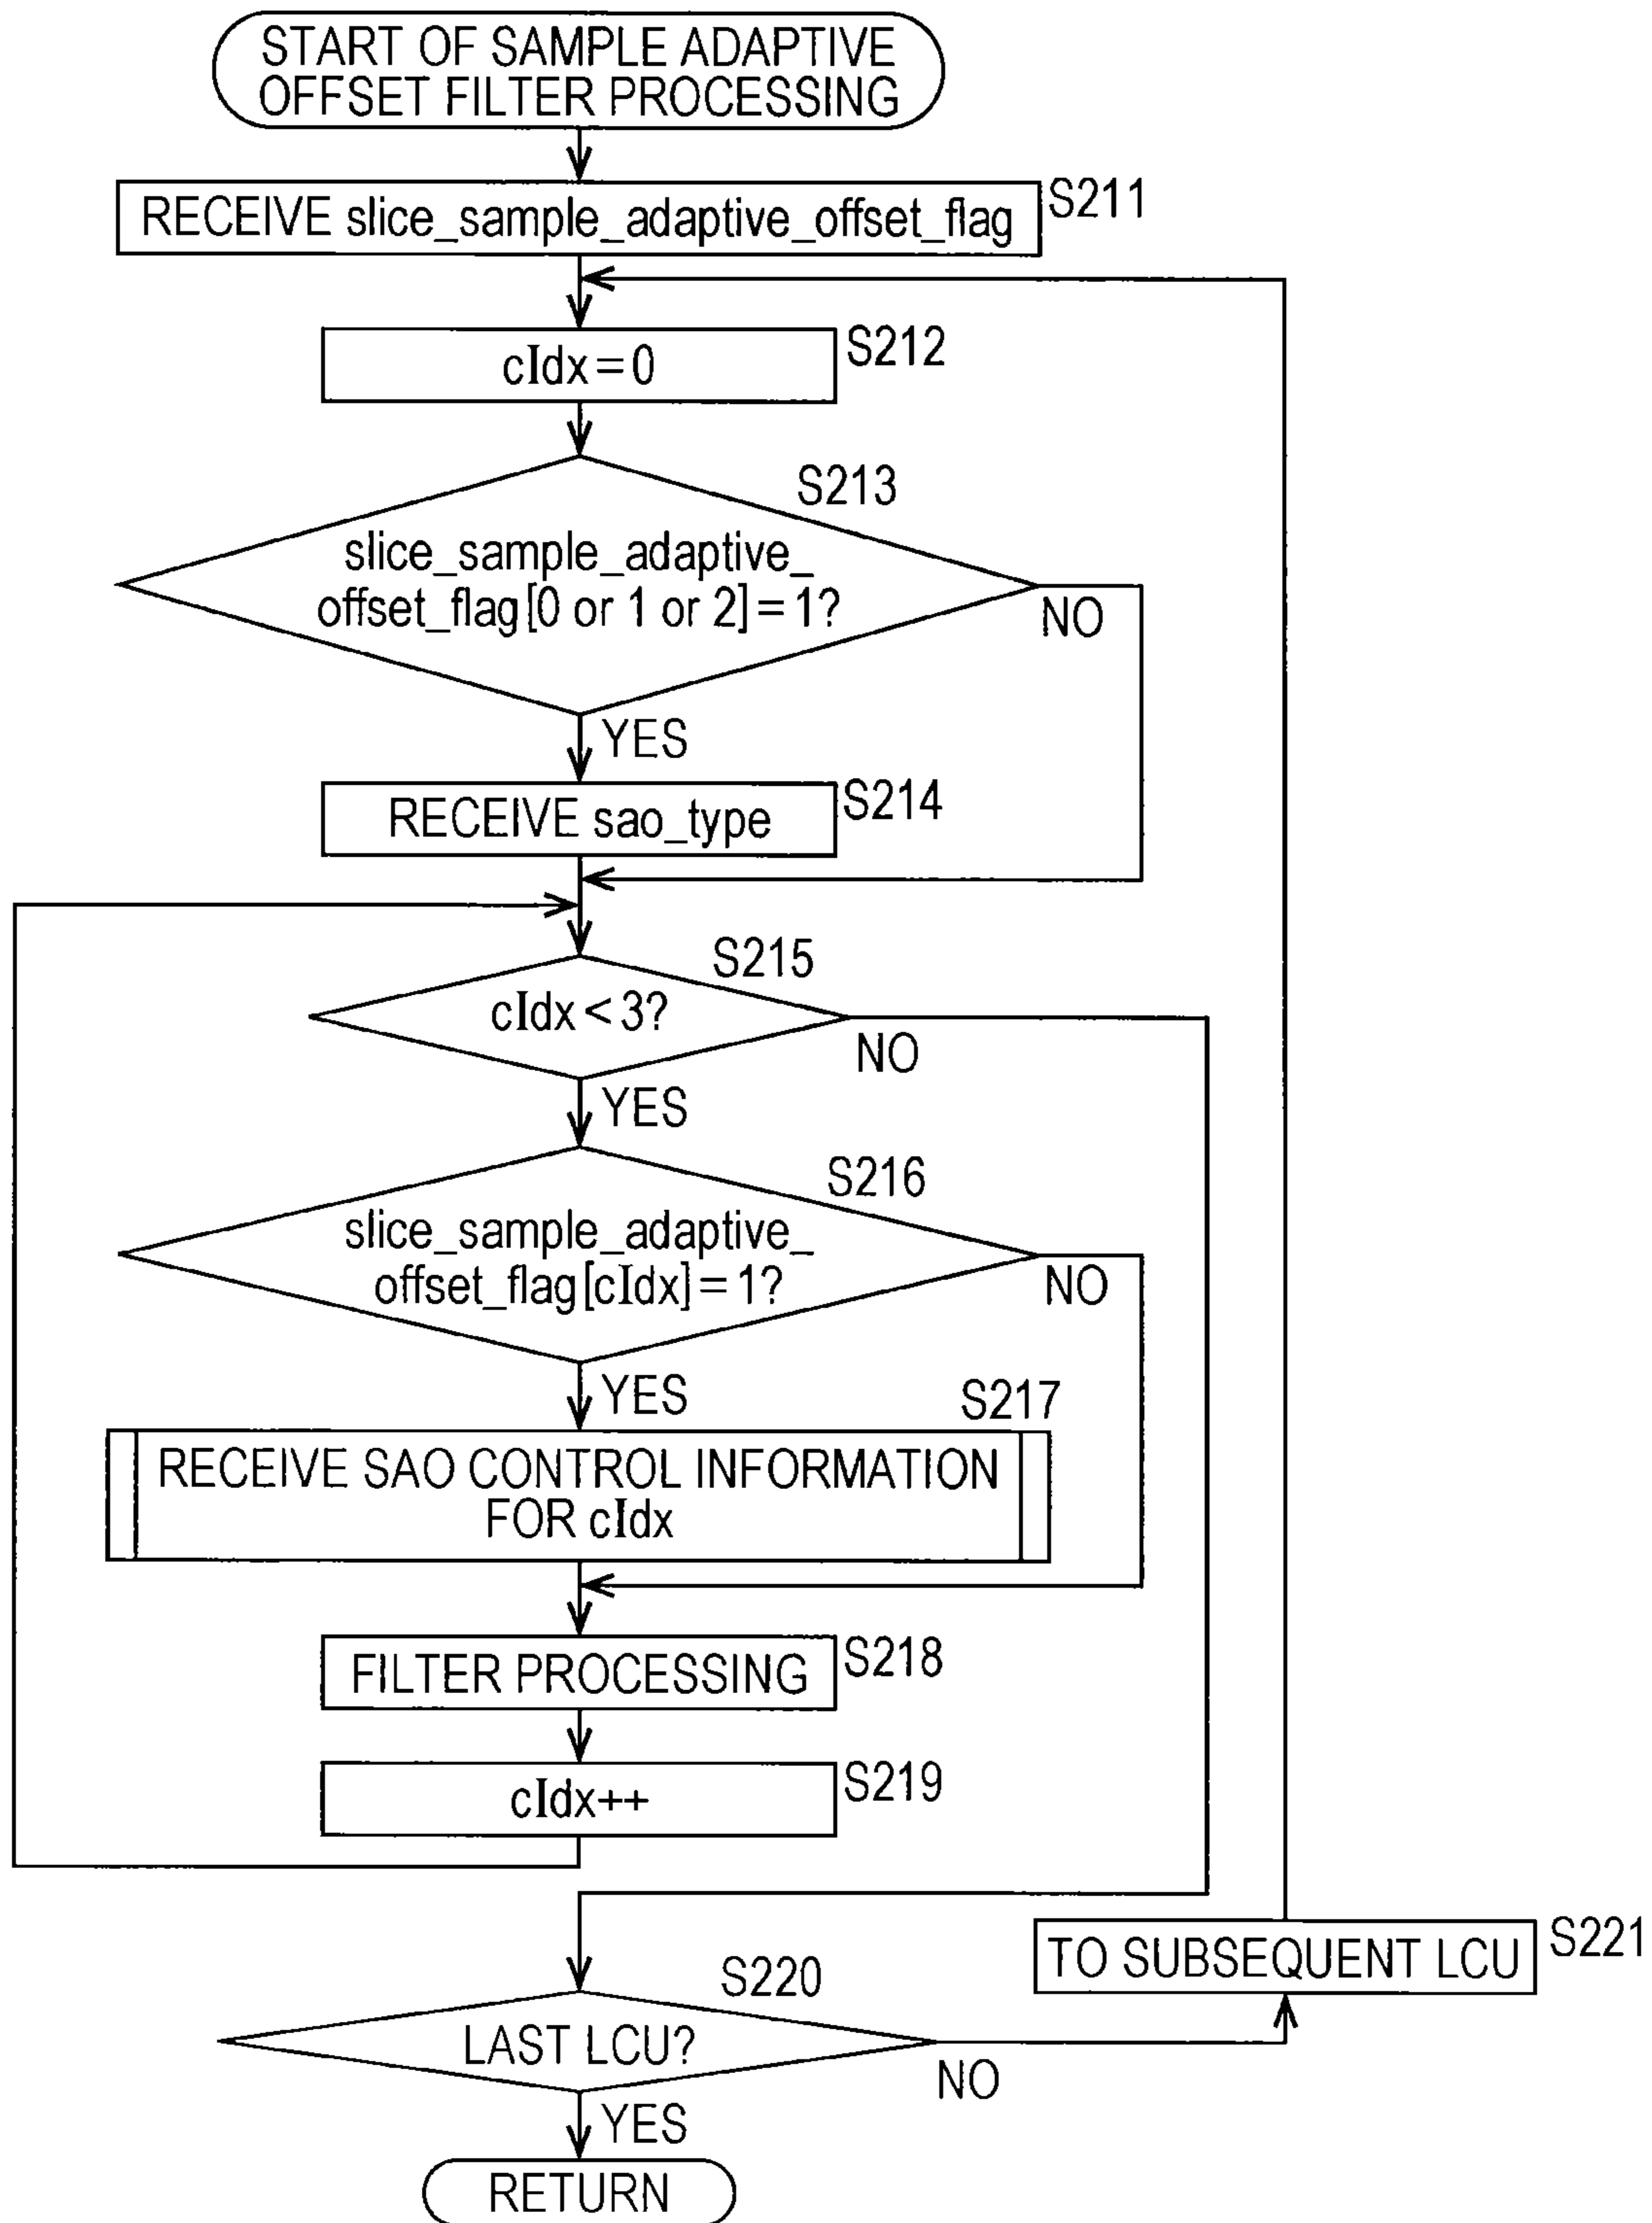 START OF SAMPLE ADAPTIVE
OFFSET FILTER PROCESSING
RECEIVE slice_sample_adaptive_offset_flag
S211
cIdx=0
S212
S213
slice_sample_adaptive_
offset_flag[0 or 1 or 2]=1?
NO
YES
RECEIVE sao_type
S214
S215
cIdx<3?
NO
YES
S216
slice_sample_adaptive_
offset_flag[cIdx]=1?
NO
YES
S217
RECEIVE SAO CONTROL INFORMATION
FOR cIdx
FILTER PROCESSING
S218
cIdx++
S219
TO SUBSEQUENT LCU
S221
S220
LAST LCU?
NO
YES
RETURN